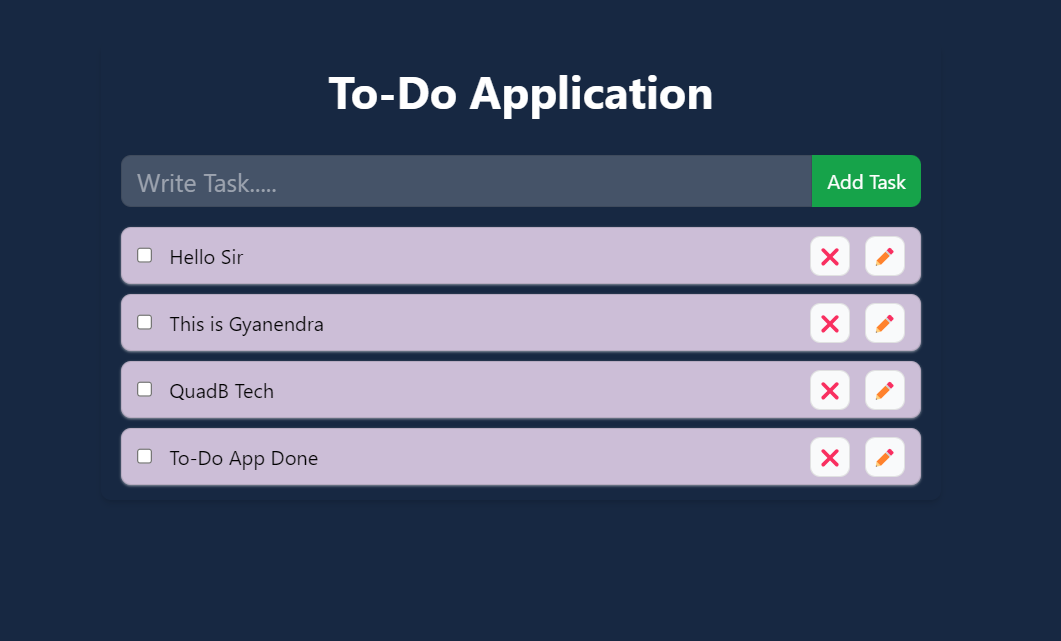 To-Do Application
Write Task.....
Add Task
Hello Sir
This is Gyanendra
QuadB Tech
To-Do App Done